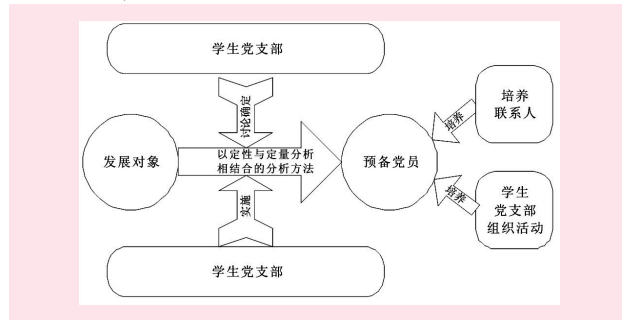 学生党支部
讨论确定
发展对象
以定性与定量分析
相结合的分析方法
预备党员
培养
培养
联系人
实施
培养
学生
党支部
组织活动
学生党支部